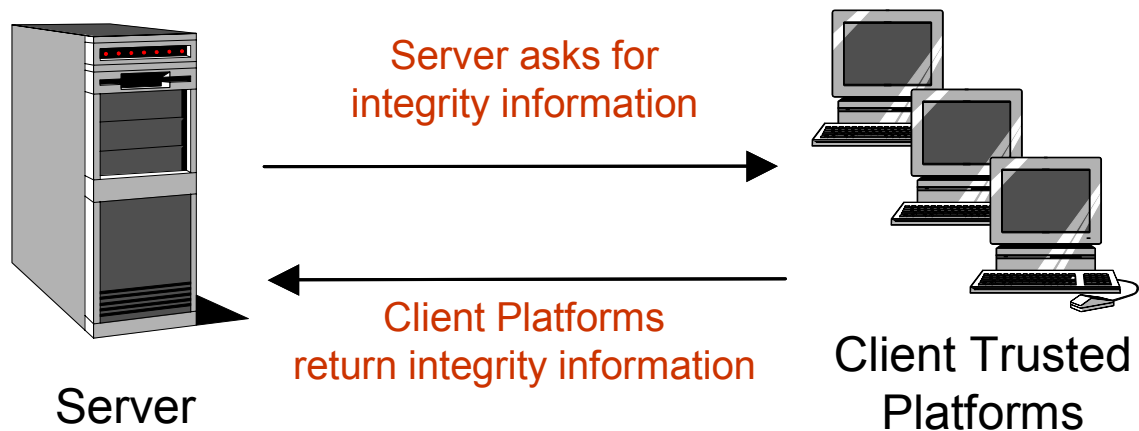 Server asks for
integrity information
Client Platforms
return integrity information
Server
Client Trusted
Platforms